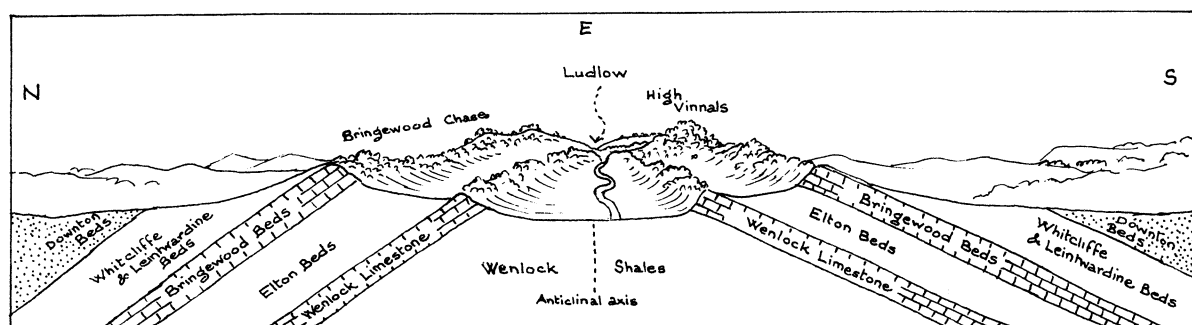 E
N
S
Ludlow
High
Vinnals
Bringewood Chase
Downton
Beds
Whitcliffe
& Leintwardine
Beds
Bringewood Beds
Elton Beds
Wenlock Limestone
Wenlock
Shales
Anticlinal axis
Wenlock Limestone
Elton Beds
Bringewood Beds
Whitcliffe
& Leintwardine Beds
Downton
Beds